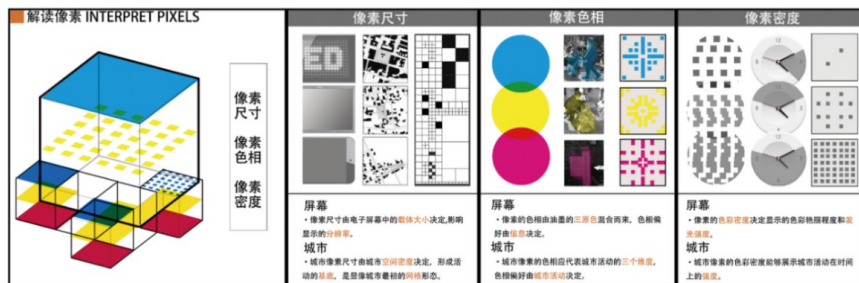 解读像素 INTERPRET PIXELS
像素
尺寸
像素
色相
像素
密度
像素尺寸
ED
屏幕
·像素尺寸由电子屏幕中的载体大小决定,影响
显示的分辨率。
城市
·城市像素尺寸由城市空间密度决定，形成活
动的基底，是显像城市最初的网格形态。
像素色相
屏幕
·像素的色相由油墨的三原色混合而来，色相偏
好由信息决定。
城市
·城市像素的色相应代表城市活动的三个维度，
色相偏好由城市活动决定。
像素密度
屏幕
·像素的色彩密度决定显示的色彩艳丽程度和发
光强度。
城市
·城市像素的色彩密度能够展示城市活动在时间
上的强度。